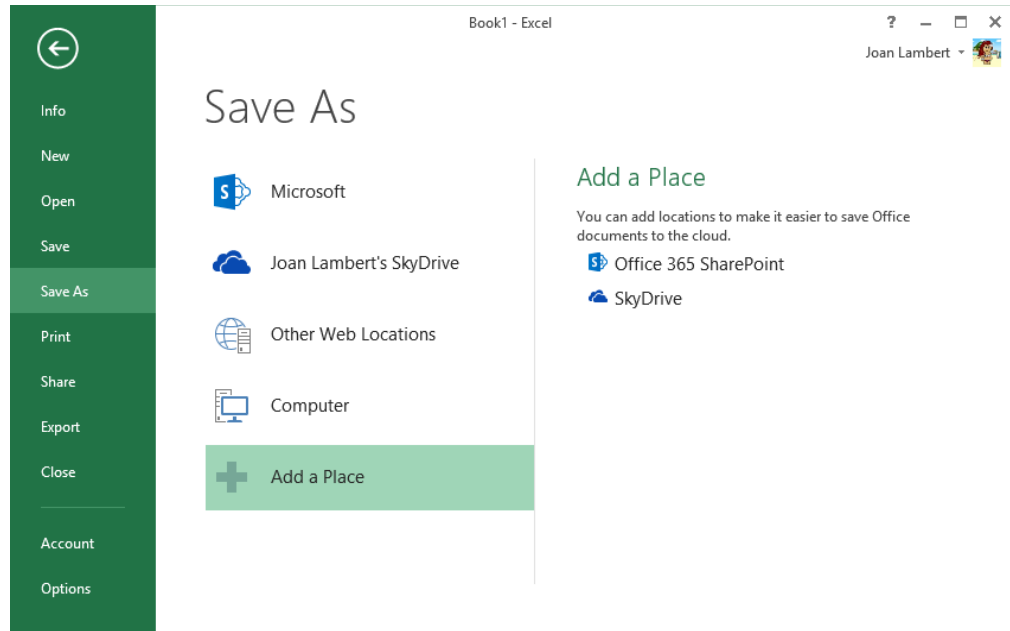 Book1 - Excel
?
Joan Lambert
Info
New
Open
Save
Save As
Print
Share
Export
Close
Account
Options
Save As
Microsoft
Joan Lambert's SkyDrive
Other Web Locations
Computer
Add a Place
Add a Place
You can add locations to make it easier to save Office
documents to the cloud.
Office 365 SharePoint
SkyDrive